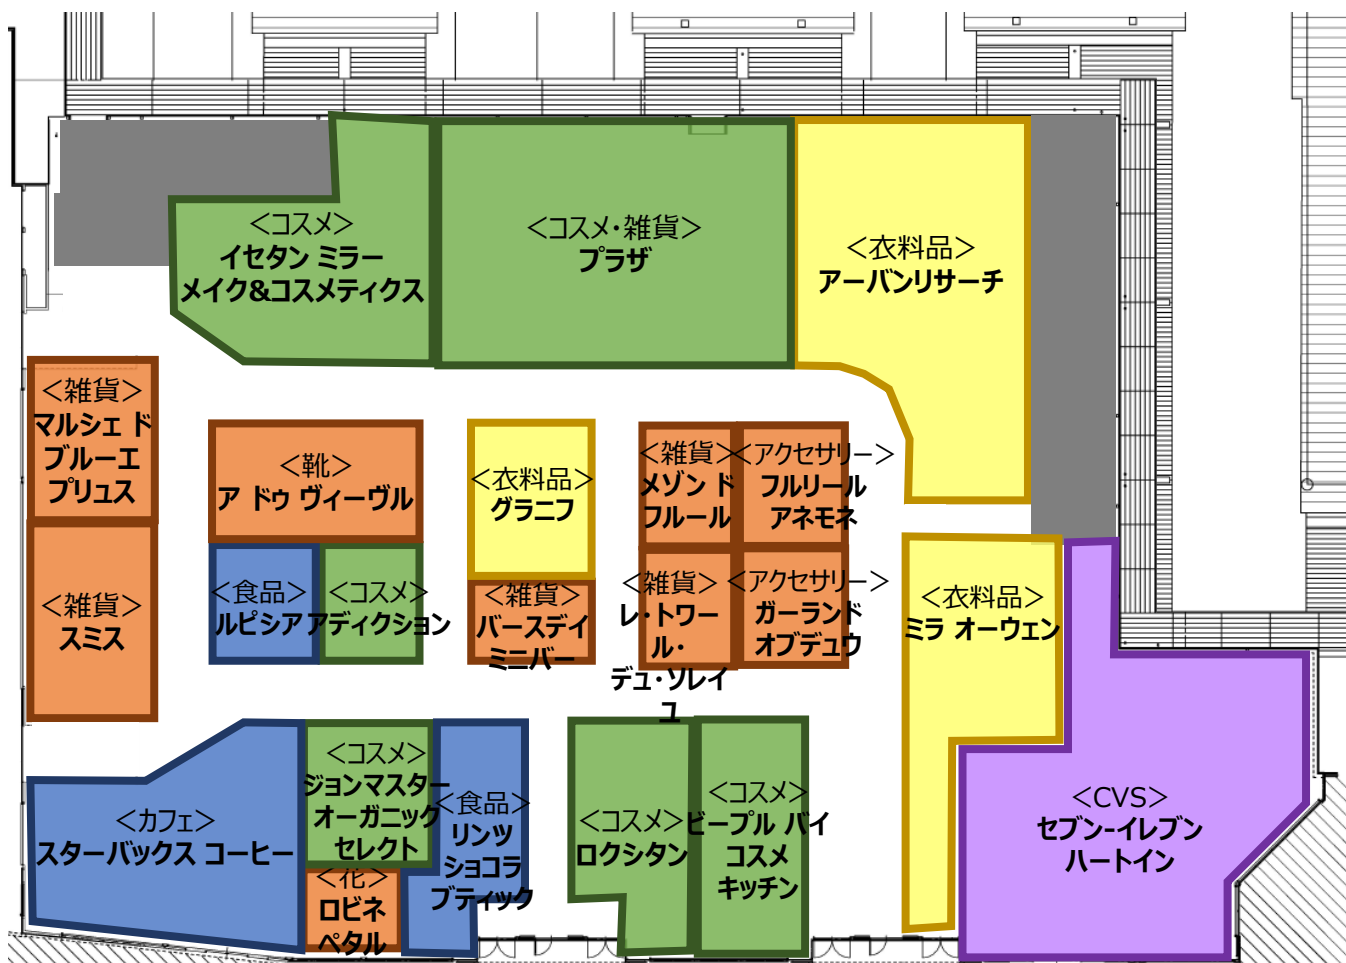 <コスメ>
イセタン ミラー
メイク&コスメティクス
<コスメ・雑貨>
プラザ
<衣料品>
アーバンリサーチ
<雑貨>
マルシェ ド
ブルーエ
プリュス
<靴>
ア ドゥ ヴィーヴル
<衣料品>
グラニフ
<雑貨>
メゾン ド
フルール
<アクセサリー>
フルリール
アネモネ
<雑貨>
スミス
<食品>
ルピシア
<コスメ>
アディクション
<雑貨>
バースデイ
ミニバー
<雑貨>
レ・トワー
ル・
デュ・ソレイ
ユ
<アクセサリー>
ガーランド
オブデュウ
<衣料品>
ミラ オーウェン
<カフェ>
スターバックス コーヒー
<コスメ>
ジョンマスター
オーガニック
セレクト
<花>
ロビネ
ペタル
<食品>
リンツ
ショコラ
ブティック
<コスメ>
ロクシタン
<コスメ>
ビープル バイ
コスメ
キッチン
<CVS>
セブン-イレブン
ハートイン